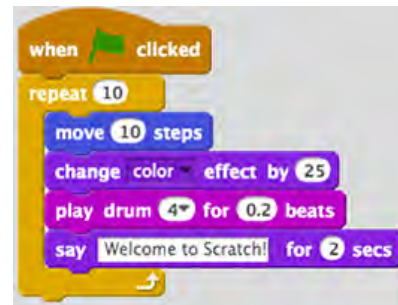 when clicked
repeat 10
move 10 steps
change color effect by 25
play drum 4 for 0.2 beats
say Welcome to Scratch! for 2 secs